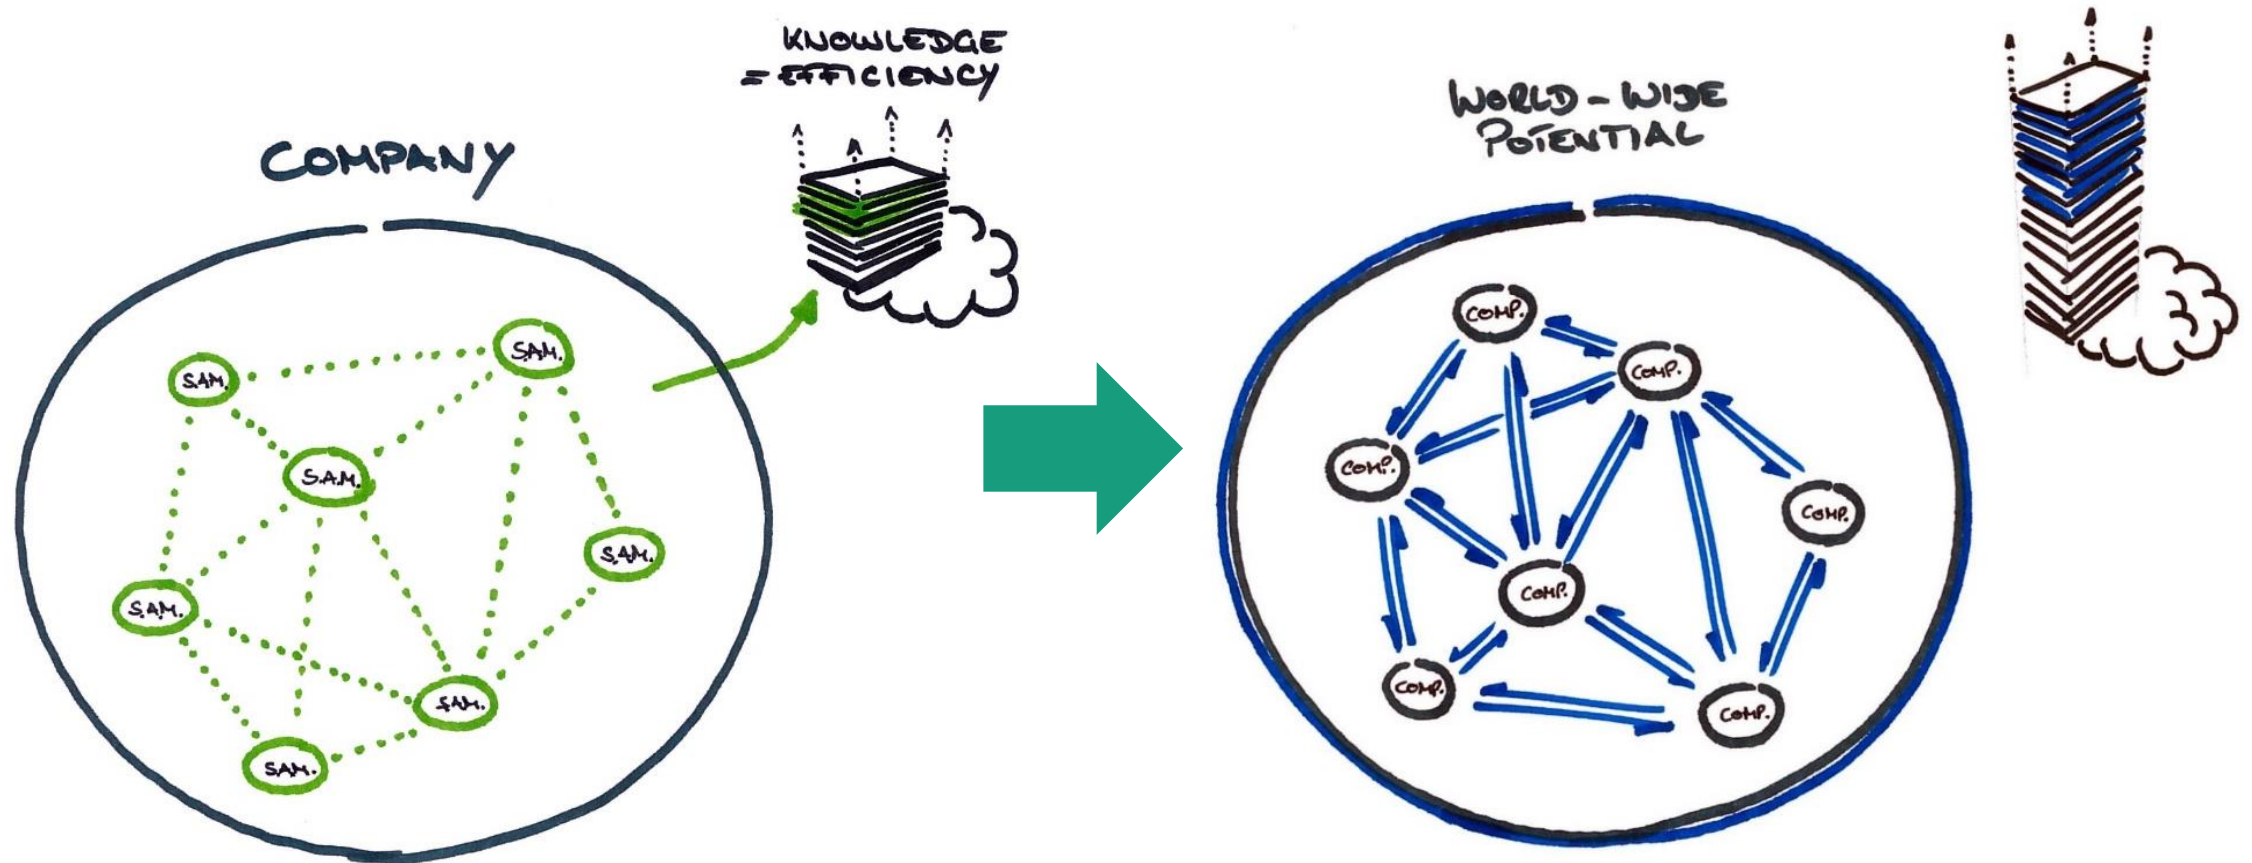 KNOWLEDGE
= EFFICIENCY
COMPANY
S.A.M.
S.A.M.
S.A.M.
S.A.M.
S.A.M.
S.A.M.
S.A.M.
WORLD-WIDE
POTENTIAL
COMP.
COMP.
COMP.
COMP.
COMP.
COMP.
COMP.